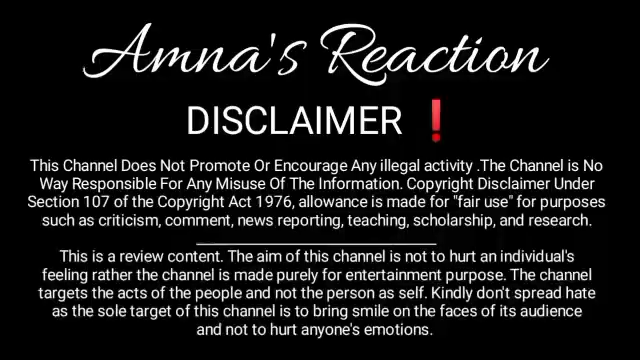 Amna's Reaction
DISCLAIMER ❗
This Channel Does Not Promote Or Encourage Any illegal activity .The Channel is No
Way Responsible For Any Misuse Of The Information. Copyright Disclaimer Under
Section 107 of the Copyright Act 1976, allowance is made for "fair use" for purposes
such as criticism, comment, news reporting, teaching, scholarship, and research.
This is a review content. The aim of this channel is not to hurt an individual's
feeling rather the channel is made purely for entertainment purpose. The channel
targets the acts of the people and not the person as self. Kindly don't spread hate
as the sole target of this channel is to bring smile on the faces of its audience
and not to hurt anyone's emotions.